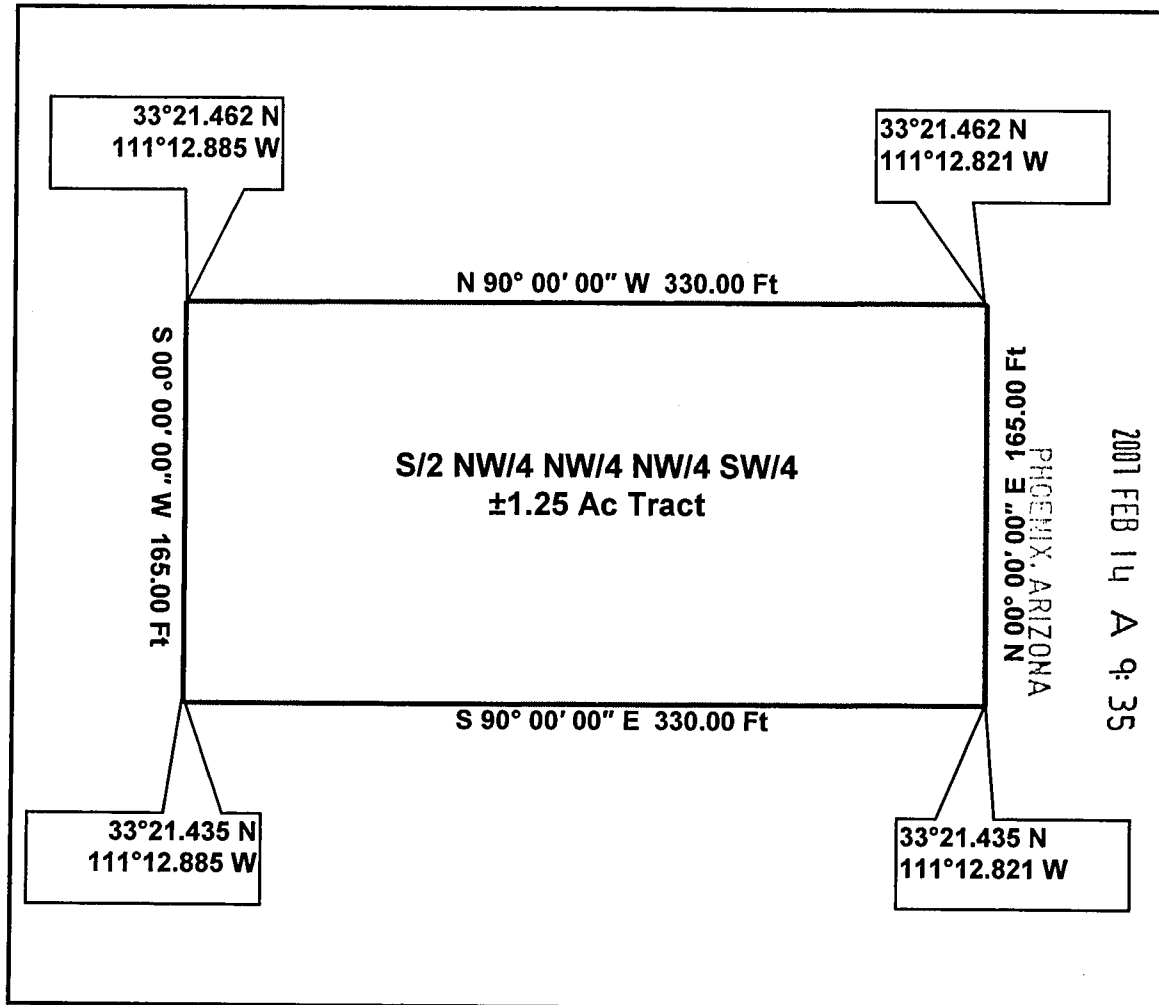 33°21.462 N
111°12.885 W
33°21.462 N
111°12.821 W
N 90° 00' 00" W 330.00 Ft
S 00° 00' 00" W 165.00 Ft
S/2 NW/4 NW/4 NW/4 SW/4
±1.25 Ac Tract
N 00° 00' 00" E 165.00 Ft
PHOENIX, ARIZONA
2007 FEB 14 A 9:35
S 90° 00' 00" E 330.00 Ft
33°21.435 N
111°12.885 W
33°21.435 N
111°12.821 W